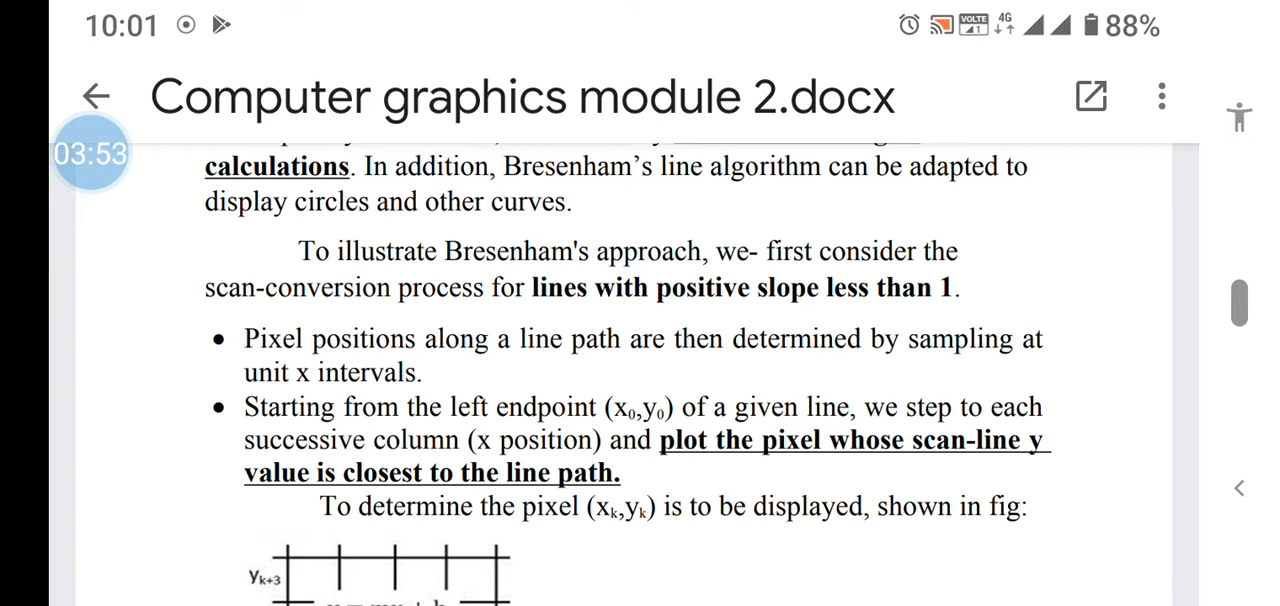 10:01 VOLTE 1 4G 88%
Computer graphics module 2.docx
03:53
calculations. In addition, Bresenham’s line algorithm can be adapted to
display circles and other curves.
To illustrate Bresenham's approach, we- first consider the
scan-conversion process for lines with positive slope less than 1.
• Pixel positions along a line path are then determined by sampling at
unit x intervals.
• Starting from the left endpoint (x₀,y₀) of a given line, we step to each
successive column (x position) and plot the pixel whose scan-line y
value is closest to the line path.
To determine the pixel (xₖ,yₖ) is to be displayed, shown in fig:
yₖ₊₃